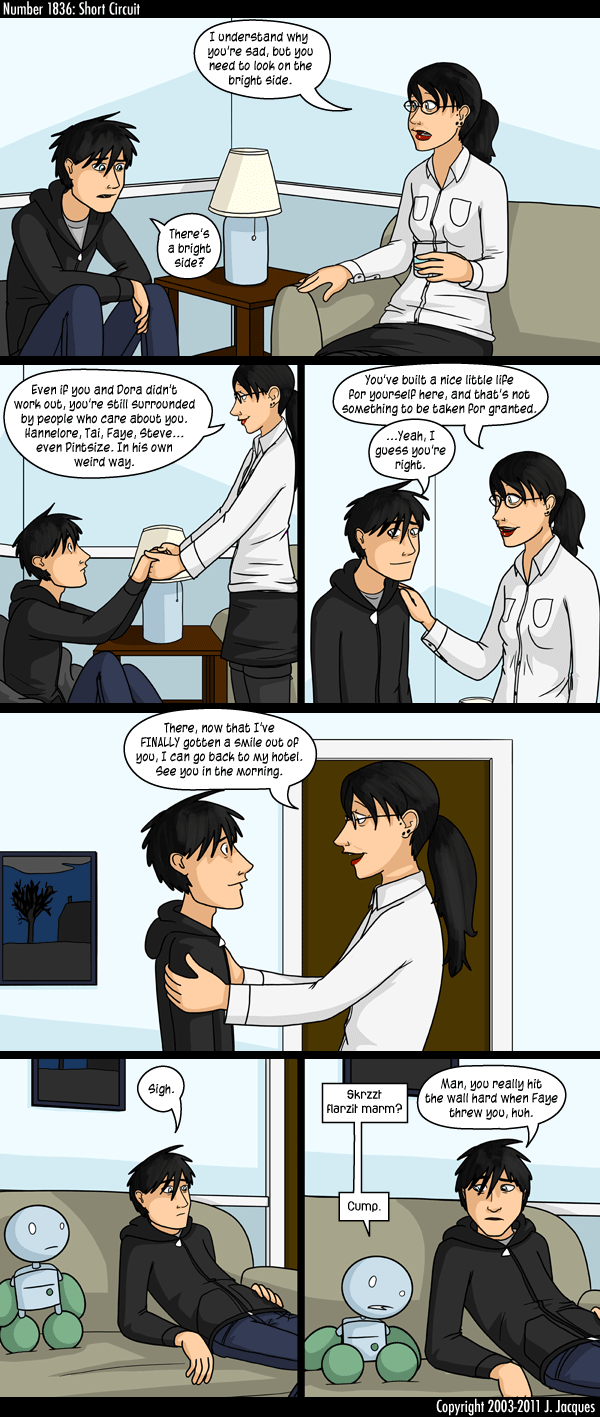 Number 1836: Short Circuit
I understand why
you're sad, but you
need to look on the
bright side.
There's
a bright
side?
Even if you and Dora didn't
work out, you're still surrounded
by people who care about you.
Hannelore, Tai, Faye, Steve...
even Pintsize. In his own
weird way.
You've built a nice little life
for yourself here, and that's not
something to be taken for granted.
...Yeah, I
guess you're
right.
There, now that I've
FINALLY gotten a smile out of
you, I can go back to my hotel.
See you in the morning.
Sigh.
Skrzzt
flarzit marm?
Man, you really hit
the wall hard when Faye
threw you, huh.
Cump.
Copyright 2003-2011 J. Jacques